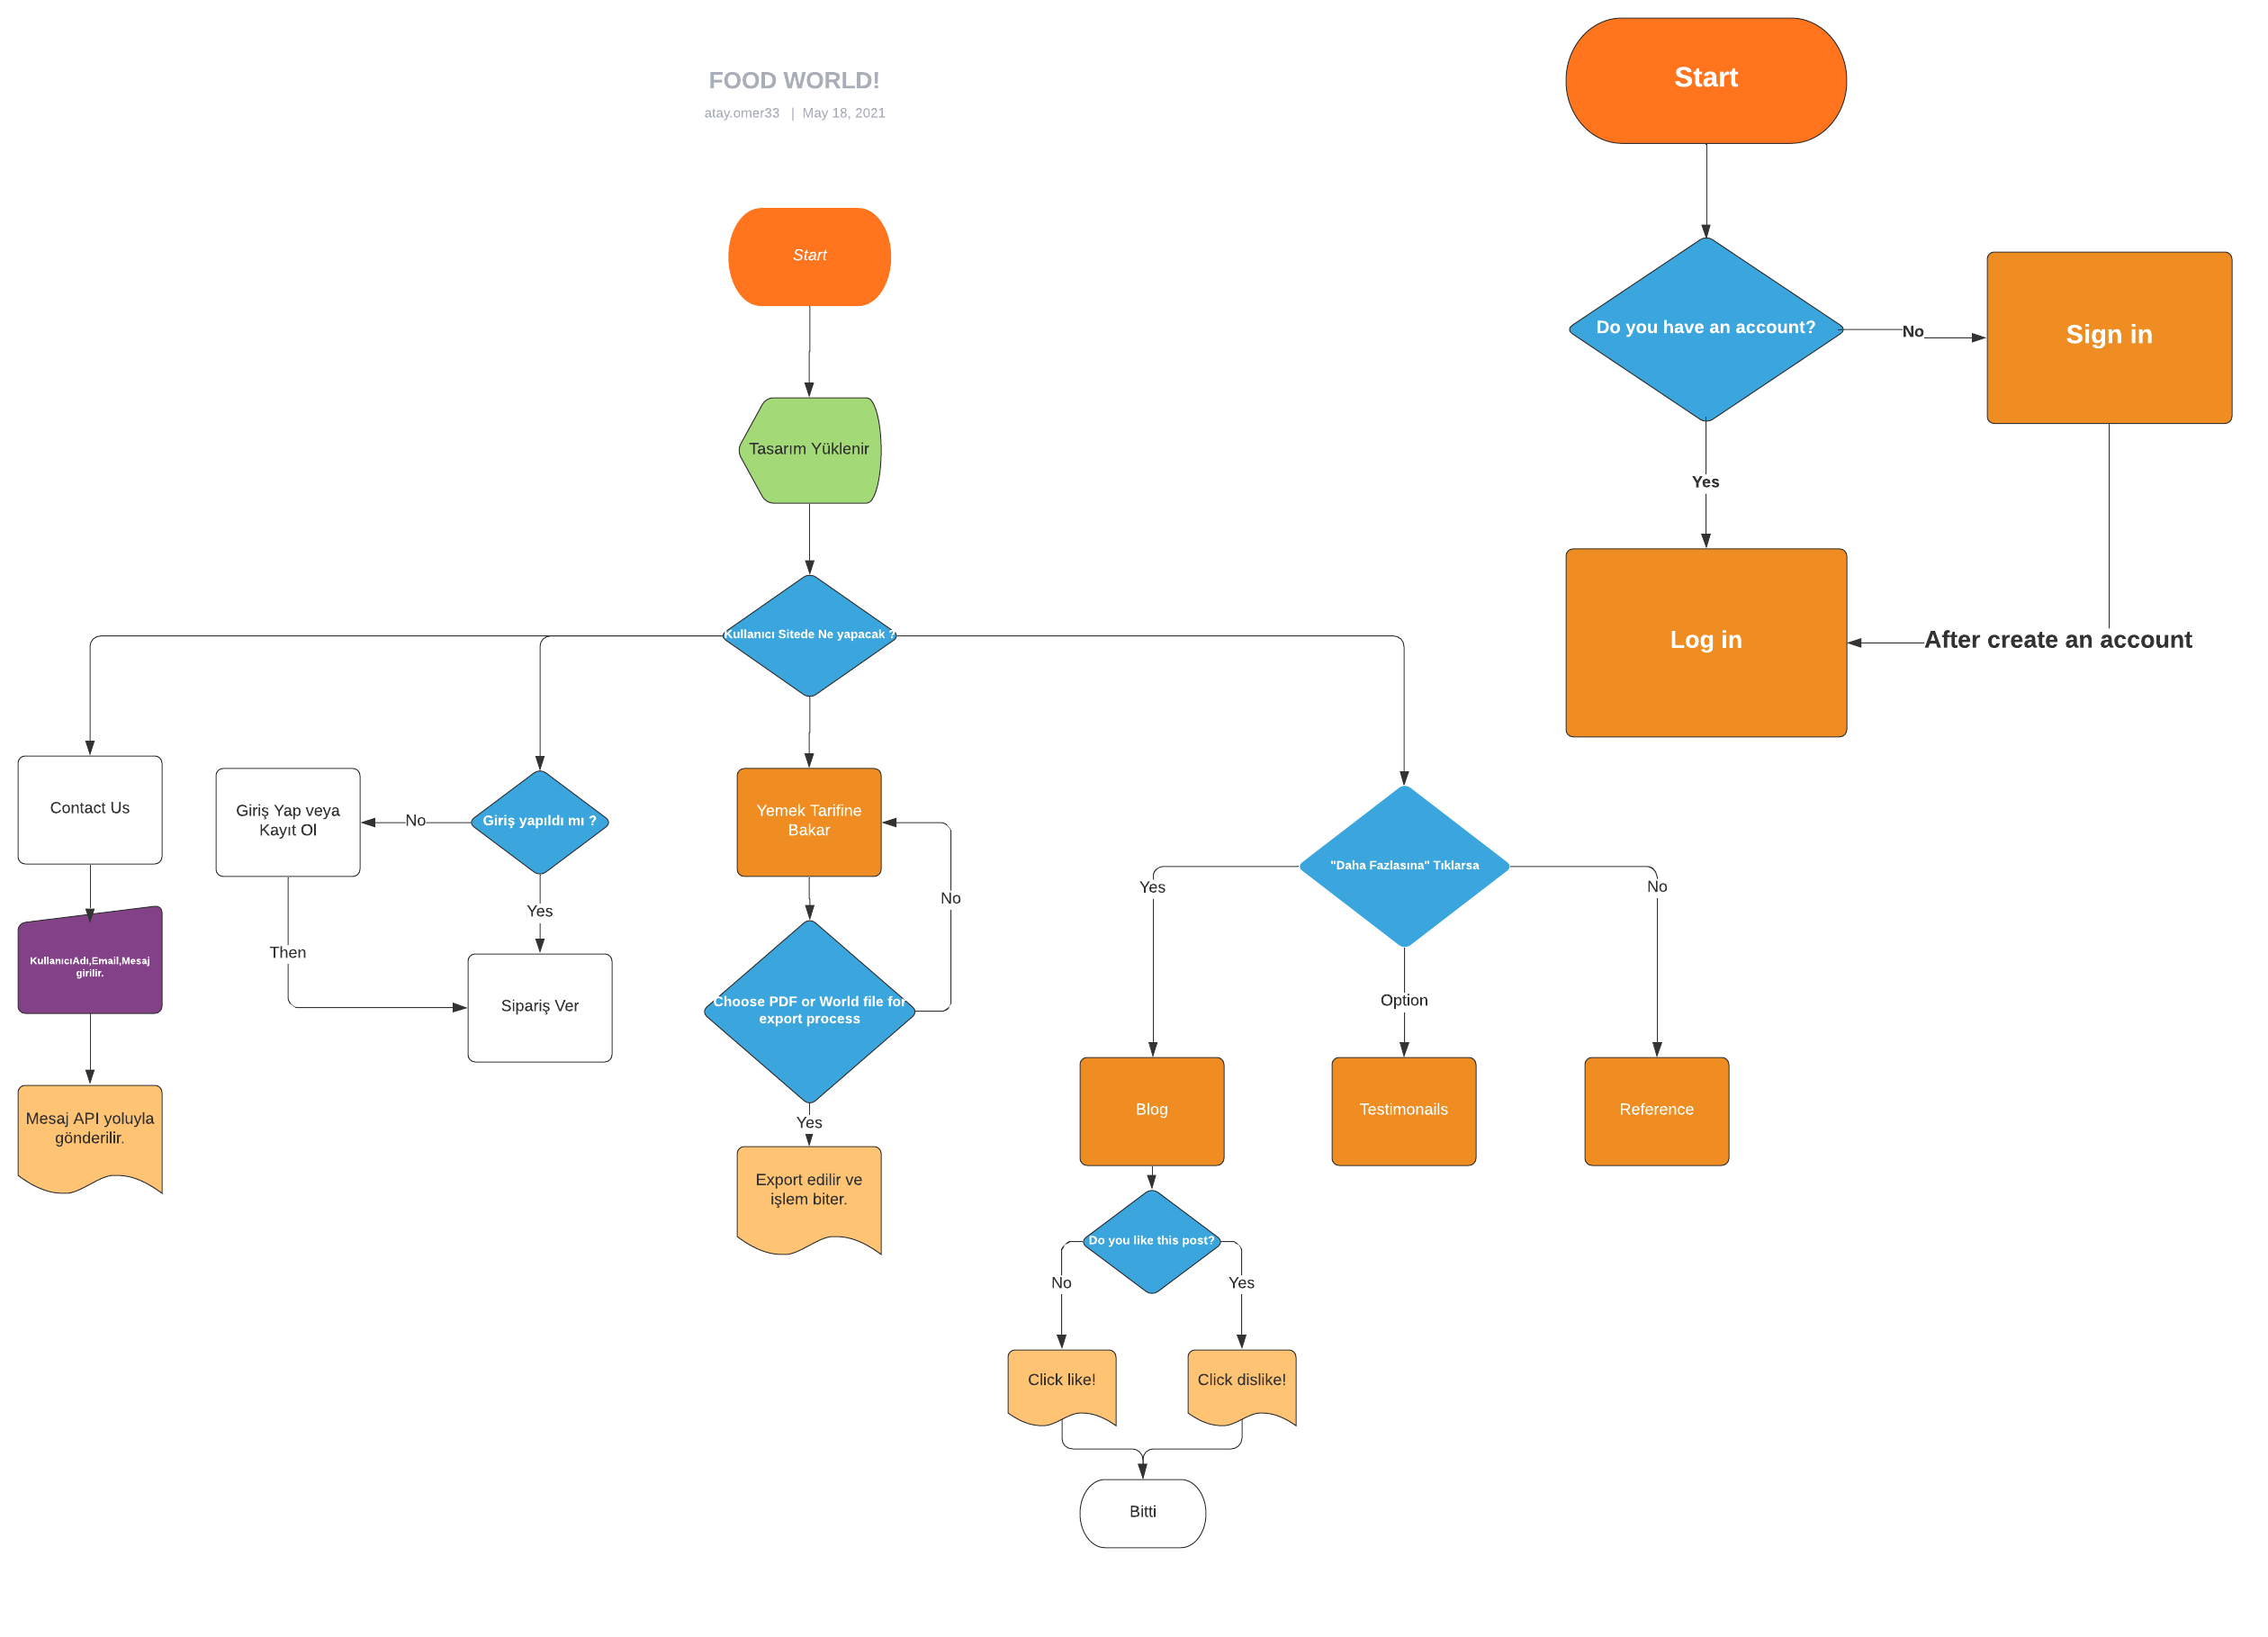 FOOD WORLD!
atay.omer33 | May 18, 2021
Start
Tasarım Yüklenir
Kullanıcı Sitede Ne yapacak ?
Contact Us
KullanıcıAdı,Email,Mesaj
girilir.
Mesaj API yoluyla
gönderilir.
Giriş yapıldı mı ?
No
Giriş Yap veya
Kayıt Ol
Then
Yes
Sipariş Ver
Yemek Tarifine
Bakar
Choose PDF or World file for
export process
No
Yes
Export edilir ve
işlem biter.
"Daha Fazlasına" Tıklarsa
Yes
Option
No
Blog
Testimonails
Reference
Do you like this post?
No
Yes
Click like!
Click dislike!
Bitti
Start
Do you have an account?
No
Sign in
Yes
Log in
After create an account